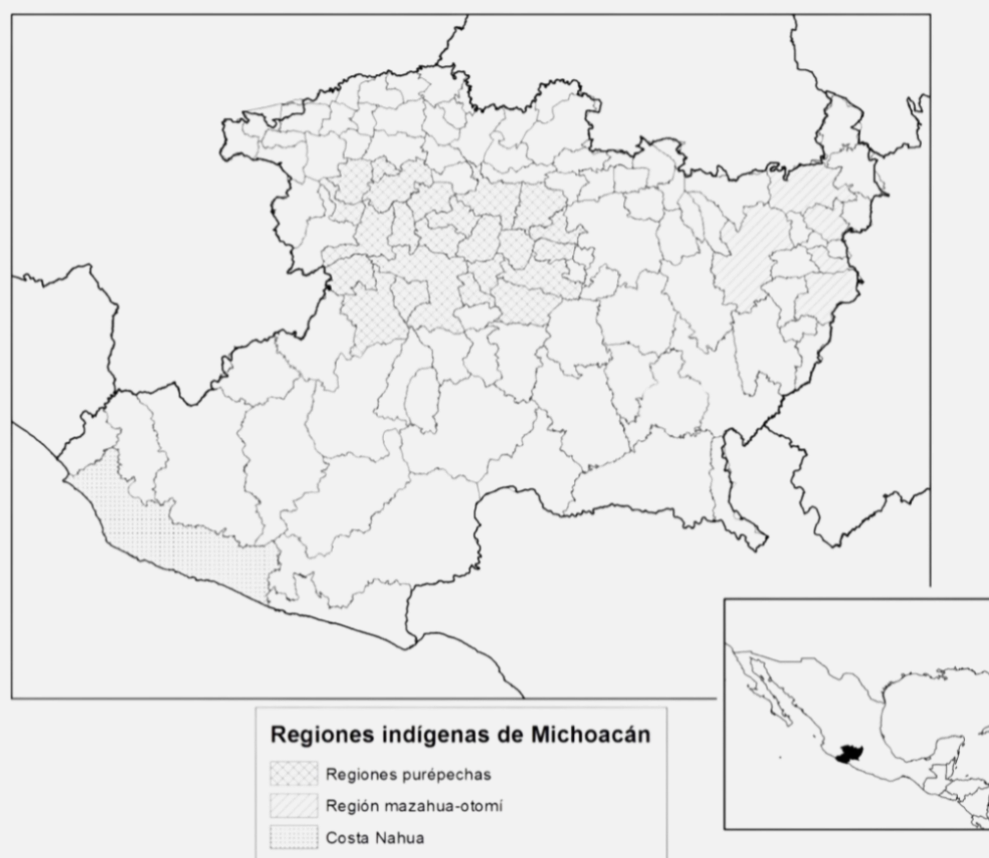 Regiones indígenas de Michoacán
Regiones purépechas
Región mazahua-otomí
Costa Nahua